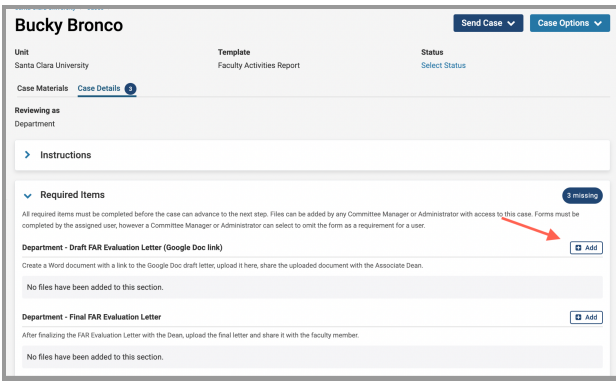 Bucky Bronco
Send Case
Case Options
Unit
Template
Status
Santa Clara University
Faculty Activities Report
Select Status
Case Materials
Case Details 3
Reviewing as
Department
Instructions
Required Items
3 missing
All required items must be completed before the case can advance to the next step. Files can be added by any Committee Manager or Administrator with access to this case. Forms must be
completed by the assigned user, however a Committee Manager or Administrator can select to omit the form as a requirement for a user.
Department - Draft FAR Evaluation Letter (Google Doc link)
Add
Create a Word document with a link to the Google Doc draft letter, upload it here, share the uploaded document with the Associate Dean.
No files have been added to this section.
Department - Final FAR Evaluation Letter
Add
After finalizing the FAR Evaluation Letter with the Dean, upload the final letter and share it with the faculty member.
No files have been added to this section.